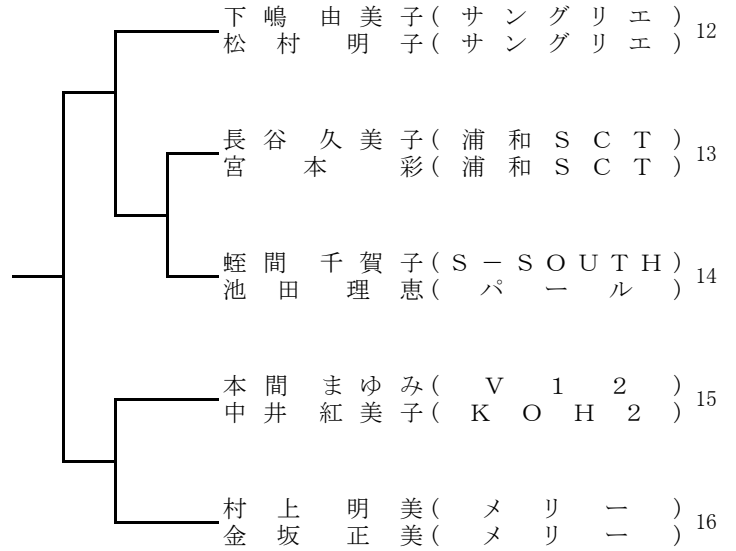 下嶋 由美子(サングリエ)
12
松村 明子(サングリエ)
長谷 久美子(浦和SCT)
13
宮本 彩(浦和SCT)
蛭間 千賀子(S－SOUTH)
14
池田 理恵(パール)
本間 まゆみ(V12)
15
中井 紅美子(KOH2)
村上 明美(メリー)
16
金坂 正美(メリー)